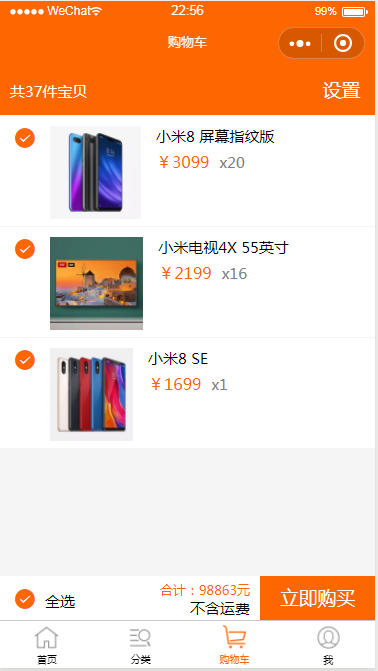 WeChat 22:56 99%
购物车
共37件宝贝 设置
小米8 屏幕指纹版
￥3099 x20
小米电视4X 55英寸
￥2199 x16
小米8 SE
￥1699 x1
合计：98863元
全选 不含运费 立即购买
首页 分类 购物车 我